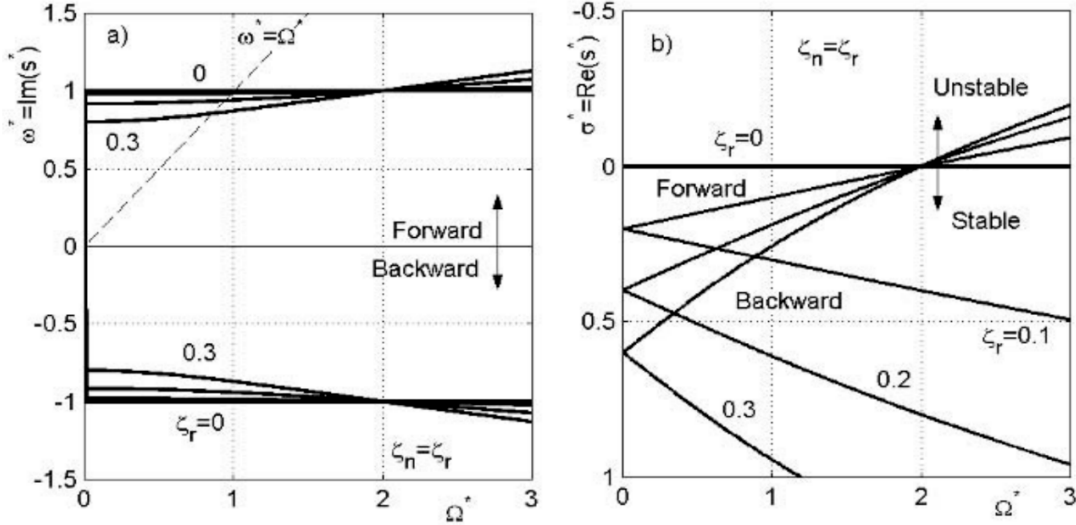 a)
ω*=Im(s*)
1.5
1
0.5
0
-0.5
-1
-1.5
ω*=Ω*
0
0.3
Forward
Backward
0.3
ζr=0
ζn=ζr
0
1
2
3
Ω*
b)
σ*=Re(s*)
-0.5
0
0.5
1
ζn=ζr
Unstable
ζr=0
Forward
Stable
Backward
ζr=0.1
0.2
0.3
0
1
2
3
Ω*